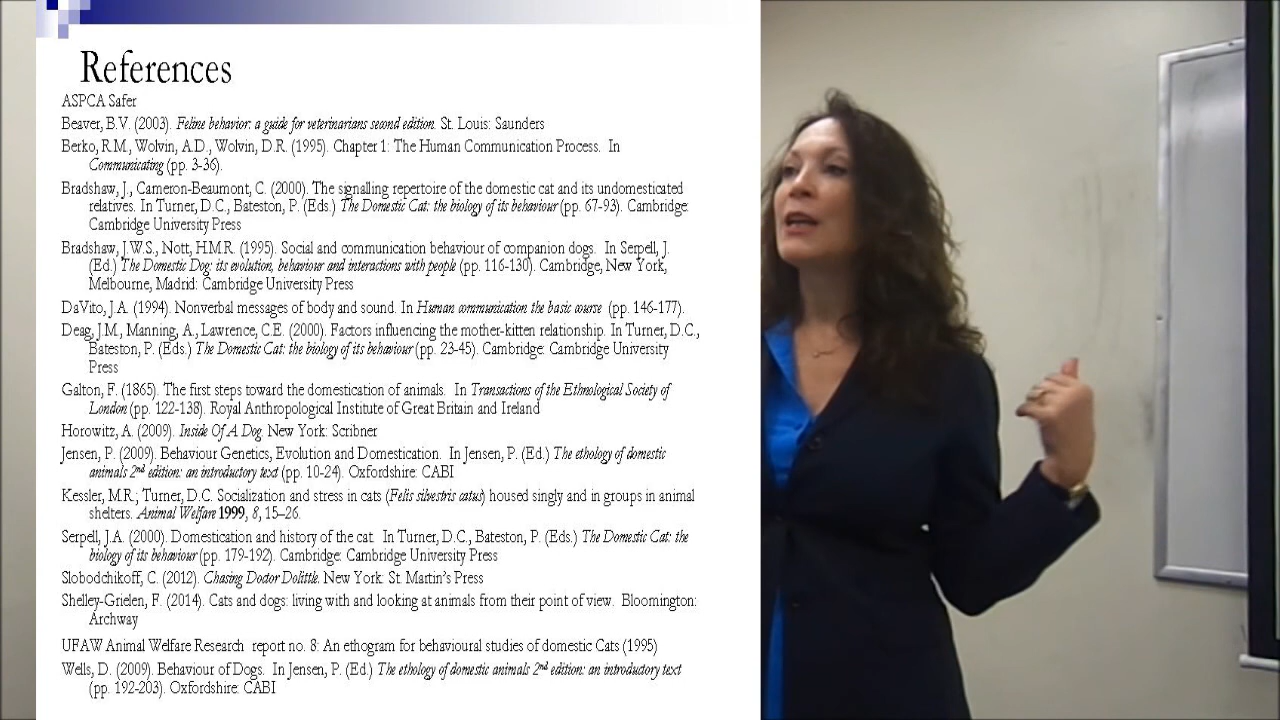 References
ASPCA Safer
Beaver, B.V. (2003). Feline behavior: a guide for veterinarians second edition. St. Louis: Saunders
Berko, R.M., Wolvin, A.D., Wolvin, D.R. (1995). Chapter 1: The Human Communication Process. In
Communicating (pp. 3-36).
Bradshaw, J., Cameron-Beaumont, C. (2000). The signalling repertoire of the domestic cat and its undomesticated
relatives. In Turner, D.C., Bateston, P. (Eds.) The Domestic Cat: the biology of its behaviour (pp. 67-93). Cambridge:
Cambridge University Press
Bradshaw, J.W.S., Nott, H.M.R. (1995). Social and communication behaviour of companion dogs. In Serpell, J.
(Ed.) The Domestic Dog: its evolution, behaviour and interactions with people (pp. 116-130). Cambridge, New York,
Melbourne, Madrid: Cambridge University Press
DaVito, J.A. (1994). Nonverbal messages of body and sound. In Human communication the basic course (pp. 146-177).
Deag, J.M., Manning, A., Lawrence, C.E. (2000). Factors influencing the mother-kitten relationship. In Turner, D.C.,
Bateston, P. (Eds.) The Domestic Cat: the biology of its behaviour (pp. 23-45). Cambridge: Cambridge University
Press
Galton, F. (1865). The first steps toward the domestication of animals. In Transactions of the Ethnological Society of
London (pp. 122-138). Royal Anthropological Institute of Great Britain and Ireland
Horowitz, A. (2009). Inside Of A Dog. New York: Scribner
Jensen, P. (2009). Behaviour Genetics, Evolution and Domestication. In Jensen, P. (Ed.) The ethology of domestic
animals 2nd edition: an introductory text (pp. 10-24). Oxfordshire: CABI
Kessler, M.R.; Turner, D.C. Socialization and stress in cats (Felis silvestris catus) housed singly and in groups in animal
shelters. Animal Welfare 1999, 8, 15–26.
Serpell, J.A. (2000). Domestication and history of the cat. In Turner, D.C., Bateston, P. (Eds.) The Domestic Cat: the
biology of its behaviour (pp. 179-192). Cambridge: Cambridge University Press
Slobodchikoff, C. (2012). Chasing Doctor Dolittle. New York: St. Martin's Press
Shelley-Grielen, F. (2014). Cats and dogs: living with and looking at animals from their point of view. Bloomington:
Archway
UFAW Animal Welfare Research report no. 8: An ethogram for behavioural studies of domestic Cats (1995)
Wells, D. (2009). Behaviour of Dogs. In Jensen, P. (Ed.) The ethology of domestic animals 2nd edition: an introductory text
(pp. 192-203). Oxfordshire: CABI